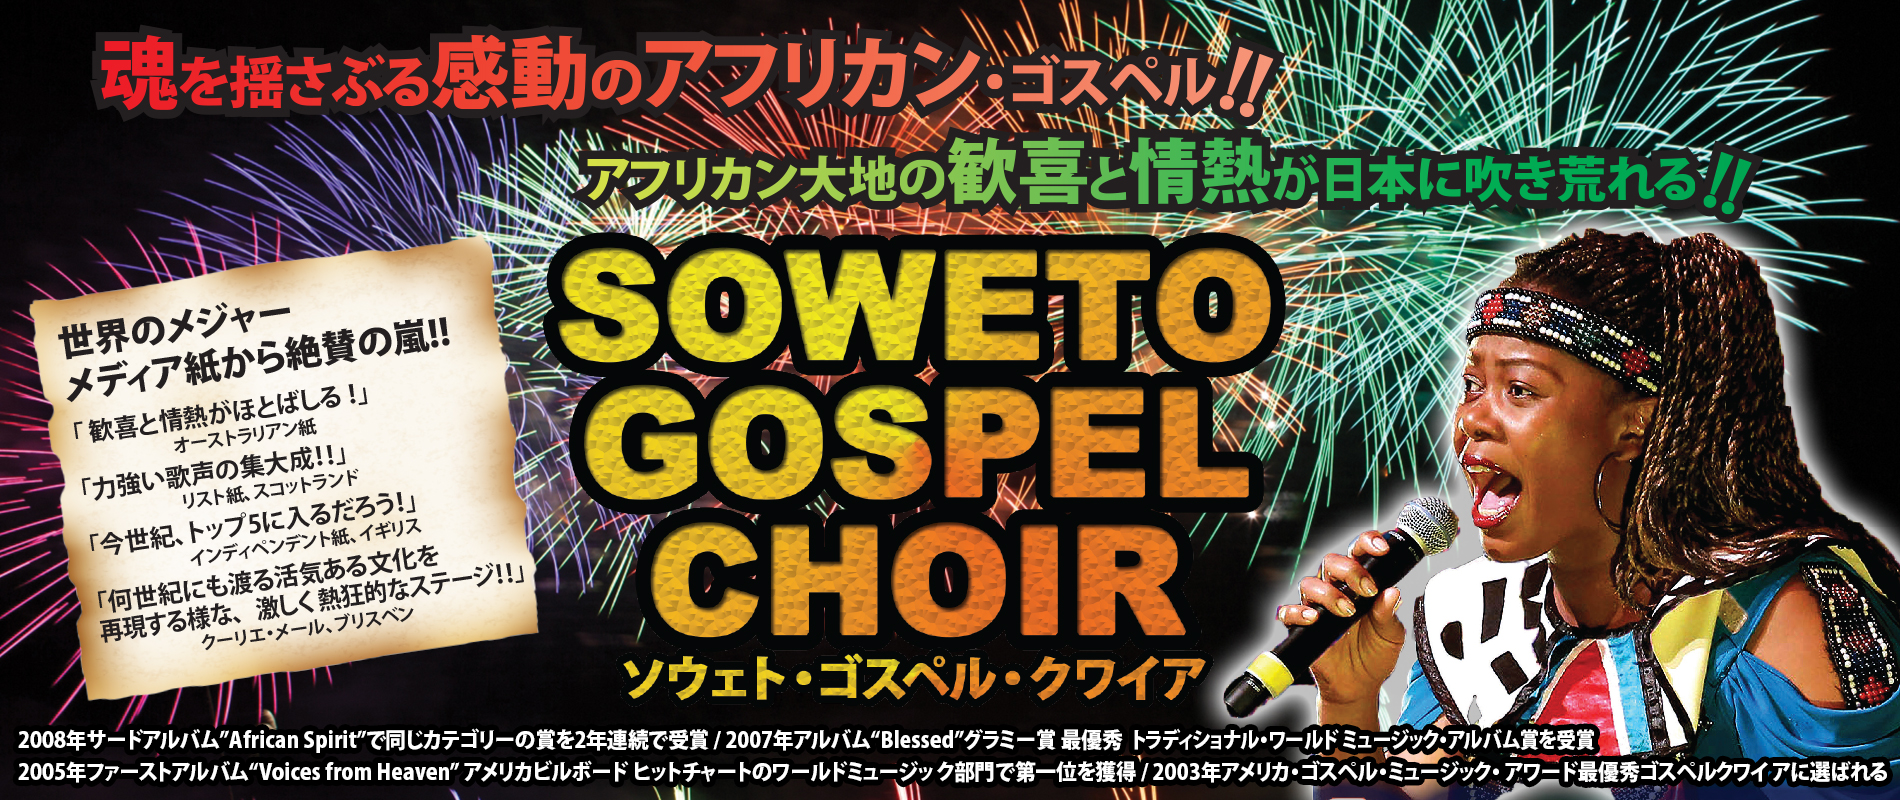 魂を揺さぶる感動のアフリカン・ゴスペル!!
アフリカン大地の歓喜と情熱が日本に吹き荒れる!!
世界のメジャー
メディア紙から絶賛の嵐!!
「歓喜と情熱がほとばしる!」
オーストラリアン紙
「力強い歌声の集大成!!」
リスト紙、スコットランド
「今世紀、トップ5に入るだろう!」
インディペンデント紙、イギリス
「何世紀にも渡る活気ある文化を
再現する様な、激しく熱狂的なステージ!!」
クーリエ・メール、ブリスベン
SOWETO
GOSPEL
CHOIR
ソウェト・ゴスペル・クワイア
2008年サードアルバム”African Spirit”で同じカテゴリーの賞を2年連続で受賞 / 2007年アルバム“Blessed”グラミー賞 最優秀 トラディショナル・ワールド ミュージック・アルバム賞を受賞
2005年ファーストアルバム“Voices from Heaven” アメリカビルボード ヒットチャートのワールドミュージック部門で第一位を獲得 / 2003年アメリカ・ゴスペル・ミュージック・ アワード最優秀ゴスペルクワイアに選ばれる